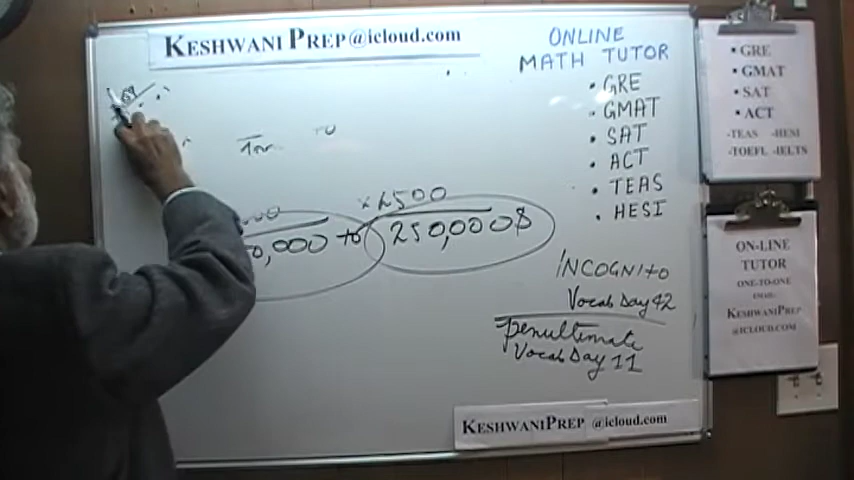 KESHWANI PREP@icloud.com
ONLINE
MATH TUTOR
• GRE
• GMAT
• SAT
• ACT
• TEAS
• HESI
×2500
0,000 to 250,000$
INCOGNITO
Vocab Day 42
penultimate
Vocab Day 11
KESHWANIPREP @icloud.com
• GRE
• GMAT
• SAT
• ACT
-TEAS -HESI
-TOEFL -IELTS
ON-LINE
TUTOR
ONE-TO-ONE
EMAIL:
KESHWANIPREP
@ICLOUD.COM